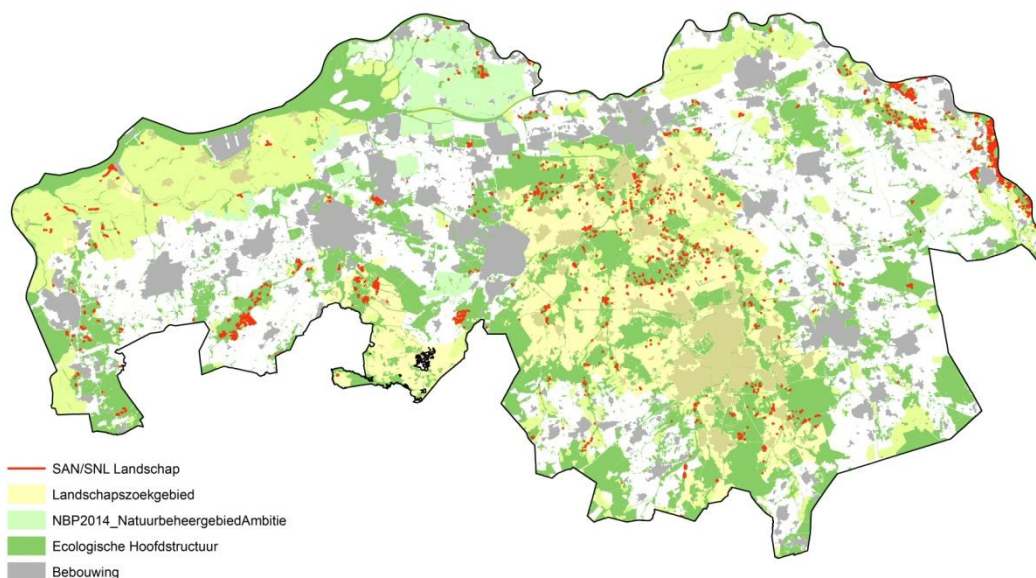 SAN/SNL Landschap
Landschapszoekgebied
NBP2014_NatuurbeheergebiedAmbitie
Ecologische Hoofdstructuur
Bebouwing